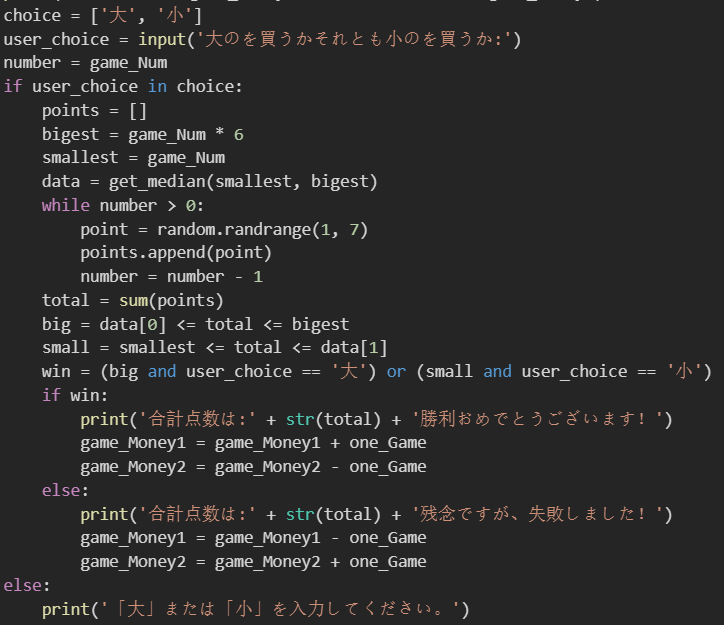 choice = ['大', '小']
user_choice = input('大のを買うかそれとも小のを買うか:')
number = game_Num
if user_choice in choice:
    points = []
    bigest = game_Num * 6
    smallest = game_Num
    data = get_median(smallest, bigest)
    while number > 0:
        point = random.randrange(1, 7)
        points.append(point)
        number = number - 1
    total = sum(points)
    big = data[0] <= total <= bigest
    small = smallest <= total <= data[1]
    win = (big and user_choice == '大') or (small and user_choice == '小')
    if win:
        print('合計点数は:' + str(total) + '勝利おめでとうございます！')
        game_Money1 = game_Money1 + one_Game
        game_Money2 = game_Money2 - one_Game
    else:
        print('合計点数は:' + str(total) + '残念ですが、失敗しました！')
        game_Money1 = game_Money1 - one_Game
        game_Money2 = game_Money2 + one_Game
else:
    print('「大」または「小」を入力してください。')